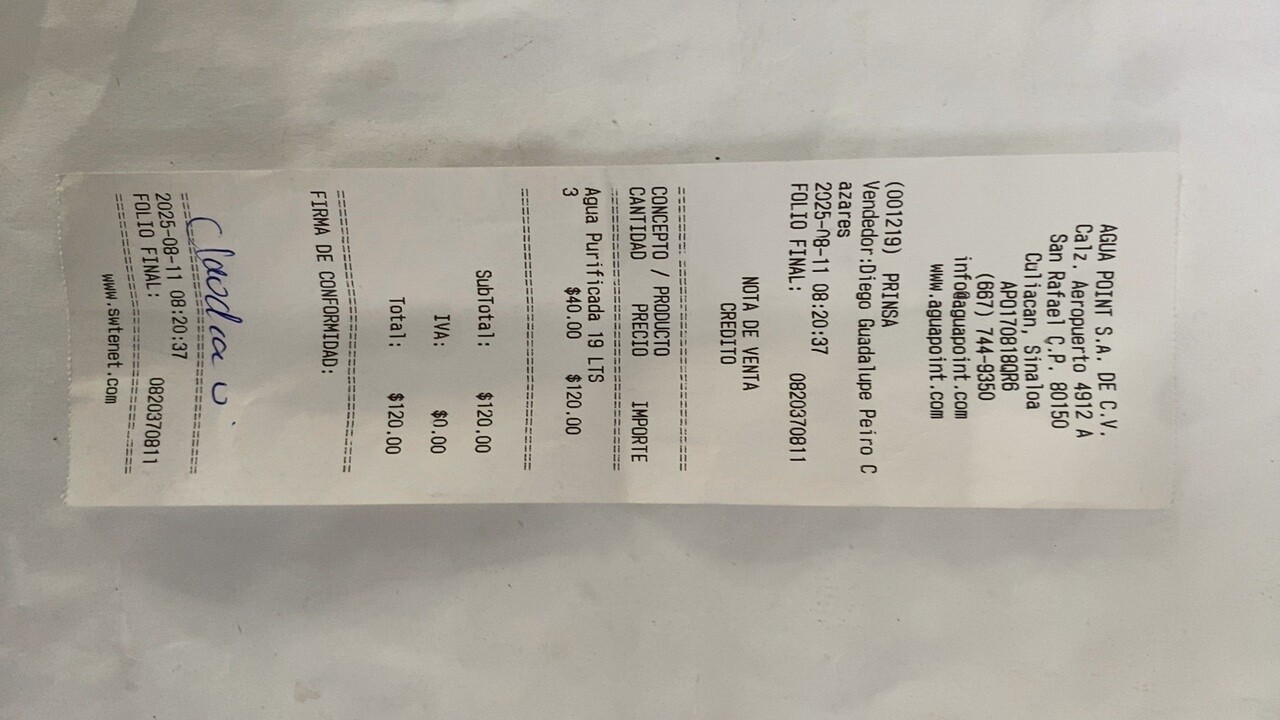 AGUA POINT S.A. DE C.V.
Calz. Aeropuerto 4912 A
San Rafael C.P. 80150
Culiacan, Sinaloa
APO170818QR6
(667) 744-9350
info@aguapoint.com
www.aguapoint.com
(001219) PRINSA
Vendedor:Diego Guadalupe Peiro C
azares
2025-08-11 08:20:37
FOLIO FINAL: 0820370811
NOTA DE VENTA
CREDITO
CONCEPTO / PRODUCTO
CANTIDAD PRECIO IMPORTE
Agua Purificada 19 LTS
3 $40.00 $120.00
SubTotal: $120.00
IVA: $0.00
Total: $120.00
FIRMA DE CONFORMIDAD:
Claudia
2025-08-11 08:20:37
FOLIO FINAL: 0820370811
www.swtenet.com